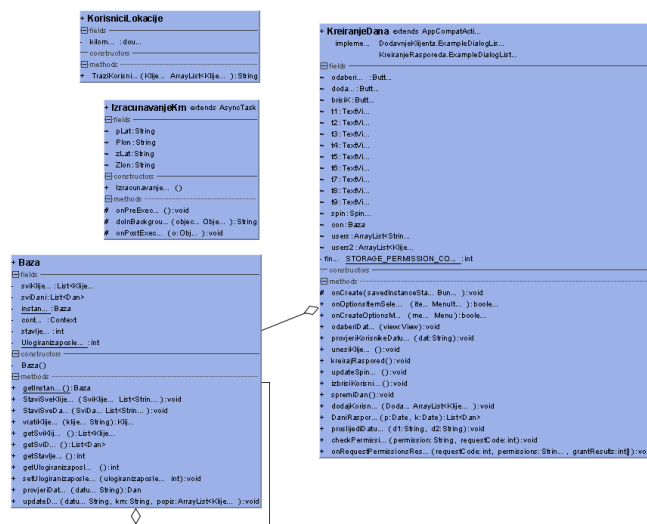 + KorisniciLokacije
fields
- kilom... : dou...
constructors
methods
+ TraziKorisni... (Klije... ArrayList<Klije... ):String
+ IzracunavanjeKm extends AsyncTask
fields
~ pLat:String
~ Plon:String
~ zLat:String
~ Zlon:String
constructors
+ Izracunavanje... ()
methods
# onPreExec... ():void
# doInBackgrou... (objec... Obje... ):String
# onPostExec... (o:Obj... ):void
+ Baza
fields
- sviKlije... :List<Klije...
- sviDani:List<Dan>
- instan... :Baza
- cont... :Context
- stavlje... :int
- Ulogiranizaposle... :int
constructors
- Baza()
methods
+ getInstan... ():Baza
+ StaviSveKlije... (SviKlije... List<Strin... ):void
+ StaviSveDa... (SviDa... List<Strin... ):void
+ vratiKlije... (klije... String):Klij...
+ getSviKlij... ():List<Klije...
+ getSviD... ():List<Dan>
+ getStavlje... ():int
+ getUlogiranizaposl... ():int
+ setUlogiranizaposle... (ulogiranizaposle... int):void
+ provjeriDat... (datu... String):Dan
+ updateD... (datu... String, km:String, popis:ArrayList<Klije... ):void
+ KreiranjeDana extends AppCompatActi...
impleme... DodavnjeKlijenta.ExampleDialogLis...
KreiranjeRasporeda.ExampleDialogList...
fields
~ odaberi... :Butt...
~ doda... :Butt...
~ brisiK:Butt...
~ t1:TextVi...
~ t2:TextVi...
~ t3:TextVi...
~ t4:TextVi...
~ t5:TextVi...
~ t6:TextVi...
~ t7:TextVi...
~ t8:TextVi...
~ t9:TextVi...
~ spin:Spin...
~ con:Baza
~ users:ArrayList<Strin...
~ users2:ArrayList<Klije...
- fin... STORAGE_PERMISSION_CO... :int
constructors
methods
# onCreate(savedInstanceSta... Bun... ):void
+ onOptionsItemSele... (ite... MenuIt... ):boole...
+ onCreateOptionsM... (me... Menu):boolea...
+ odaberiDat... (view:View):void
+ provjeriKorisnikeDatu... (dat:String):void
+ unesiKlije... ():void
+ kreirajRaspored():void
+ updateSpin... ():void
+ izbrisiKorisni... ():void
+ spremiDan():void
+ dodajKorisn... (Doda... ArrayList<Klije... ):void
+ DaniRaspor... (p:Date, k:Date):List<Dan>
+ proslijediDatu... (d1:String, d2:String):void
+ checkPermissi... (permission:String, requestCode:int):void
+ onRequestPermissionsRes... (requestCode:int, permissions:Strin... , grantResults:int[]):vo